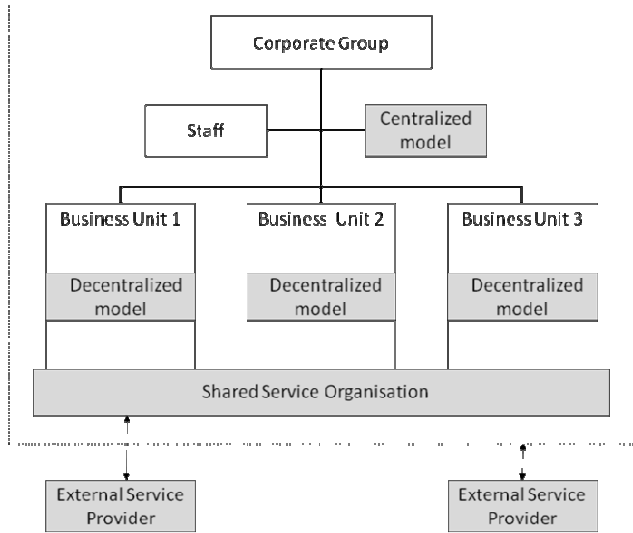 Corporate Group
Staff
Centralized
model
Business Unit 1
Business Unit 2
Business Unit 3
Decentralized
model
Decentralized
model
Decentralized
model
Shared Service Organisation
External Service
Provider
External Service
Provider